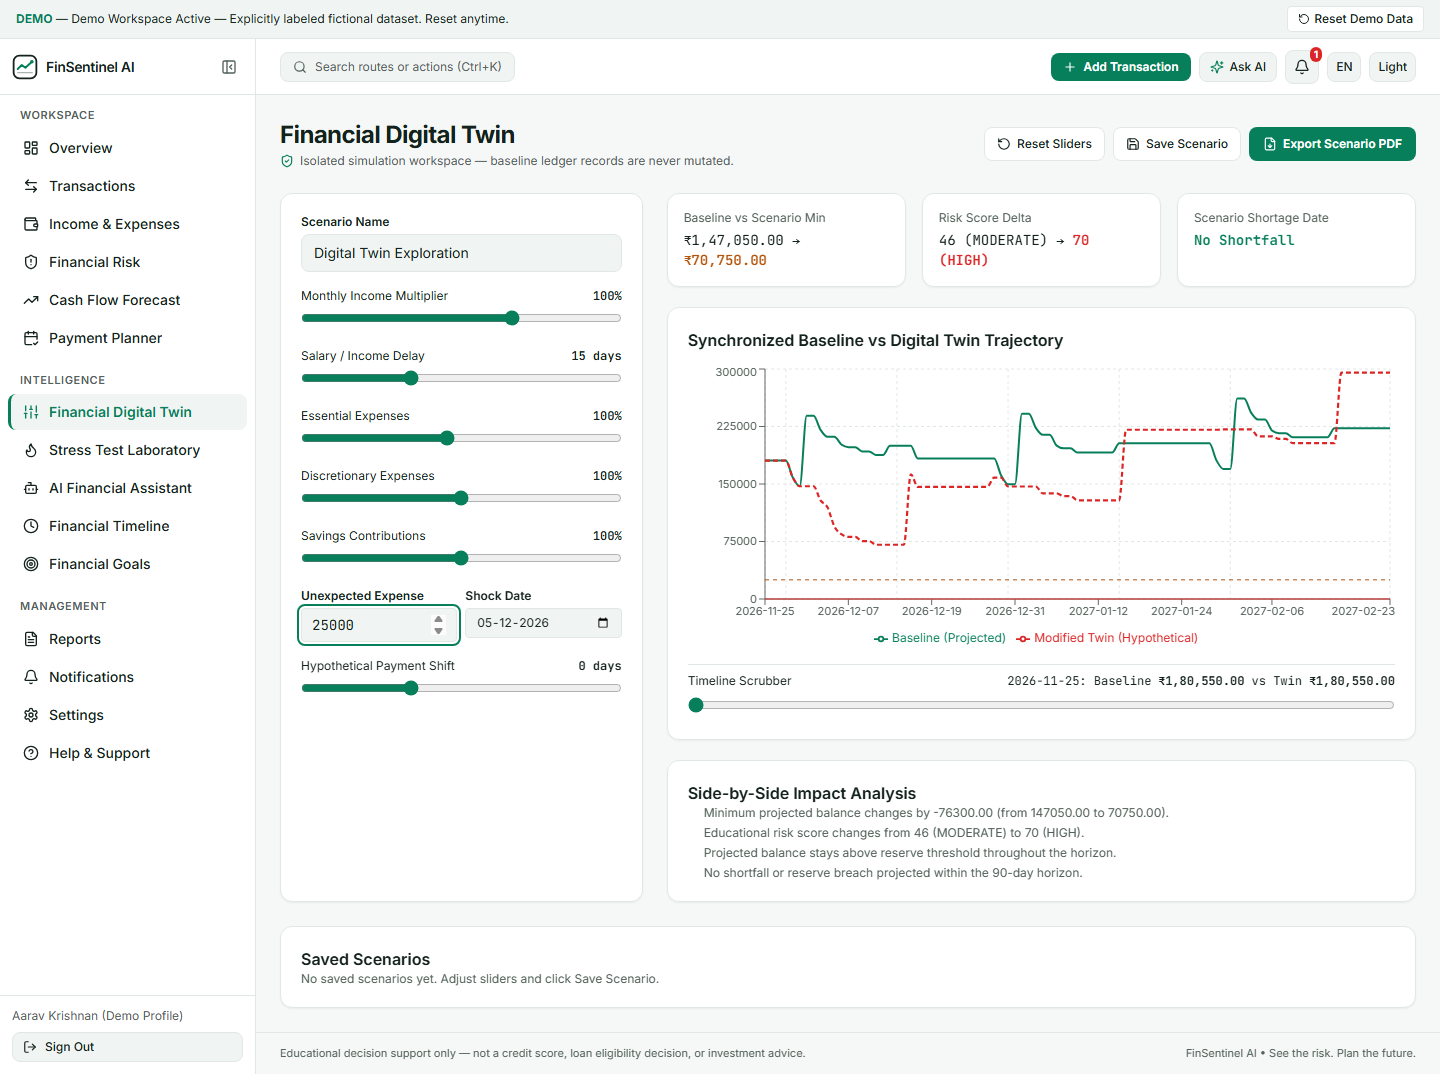 DEMO — Demo Workspace Active — Explicitly labeled fictional dataset. Reset anytime.
Reset Demo Data
FinSentinel AI
Search routes or actions (Ctrl+K)
Add Transaction
Ask AI
1
EN
Light
WORKSPACE
Overview
Transactions
Income & Expenses
Financial Risk
Cash Flow Forecast
Payment Planner
INTELLIGENCE
Financial Digital Twin
Stress Test Laboratory
AI Financial Assistant
Financial Timeline
Financial Goals
MANAGEMENT
Reports
Notifications
Settings
Help & Support
Aarav Krishnan (Demo Profile)
Sign Out
Financial Digital Twin
Isolated simulation workspace — baseline ledger records are never mutated.
Reset Sliders
Save Scenario
Export Scenario PDF
Scenario Name
Digital Twin Exploration
Monthly Income Multiplier 100%
Salary / Income Delay 15 days
Essential Expenses 100%
Discretionary Expenses 100%
Savings Contributions 100%
Unexpected Expense Shock Date
25000 05-12-2026
Hypothetical Payment Shift 0 days
Baseline vs Scenario Min
₹1,47,050.00 →
₹70,750.00
Risk Score Delta
46 (MODERATE) → 70
(HIGH)
Scenario Shortage Date
No Shortfall
Synchronized Baseline vs Digital Twin Trajectory
300000
225000
150000
75000
0
2026-11-25 2026-12-07 2026-12-19 2026-12-31 2027-01-12 2027-01-24 2027-02-06 2027-02-23
Baseline (Projected) Modified Twin (Hypothetical)
Timeline Scrubber 2026-11-25: Baseline ₹1,80,550.00 vs Twin ₹1,80,550.00
Side-by-Side Impact Analysis
Minimum projected balance changes by -76300.00 (from 147050.00 to 70750.00).
Educational risk score changes from 46 (MODERATE) to 70 (HIGH).
Projected balance stays above reserve threshold throughout the horizon.
No shortfall or reserve breach projected within the 90-day horizon.
Saved Scenarios
No saved scenarios yet. Adjust sliders and click Save Scenario.
Educational decision support only — not a credit score, loan eligibility decision, or investment advice.
FinSentinel AI • See the risk. Plan the future.